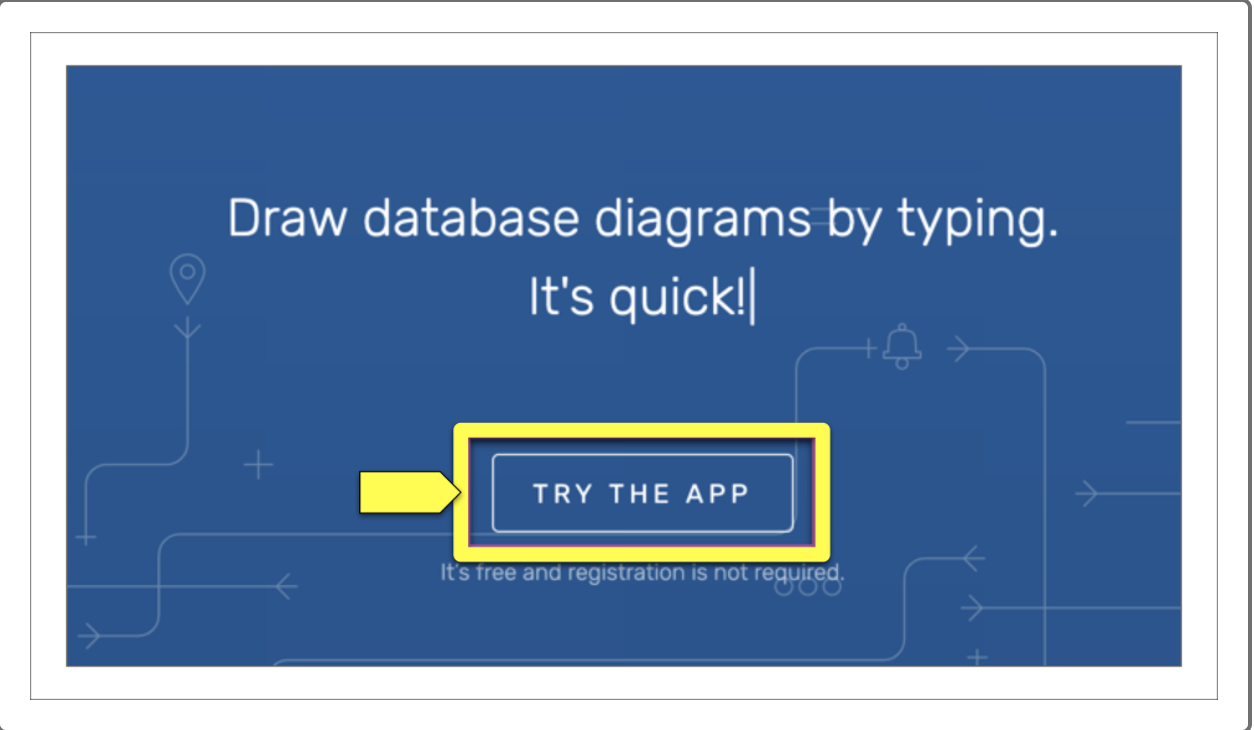 Draw database diagrams by typing.
It's quick!
TRY THE APP
It's free and registration is not required.